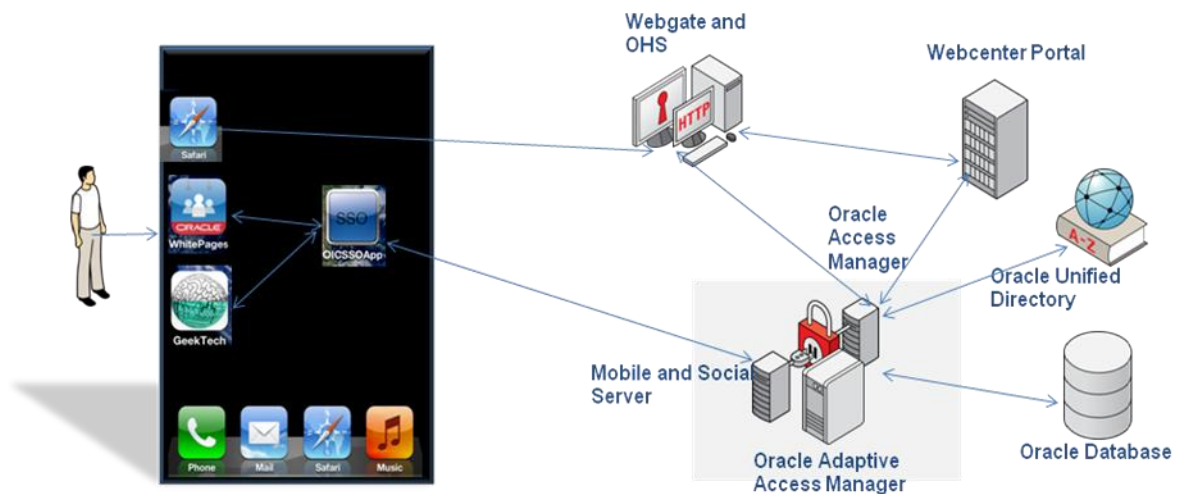 Webgate and
OHS
Webcenter Portal
HTTP
Safari
ORACLE
WhitePages
SSO
OICSSOApp
GeekTech
Oracle
Access
Manager
A-Z
Oracle Unified
Directory
Mobile and Social
Server
Phone
Mail
Safari
Music
Oracle Adaptive
Access Manager
Oracle Database